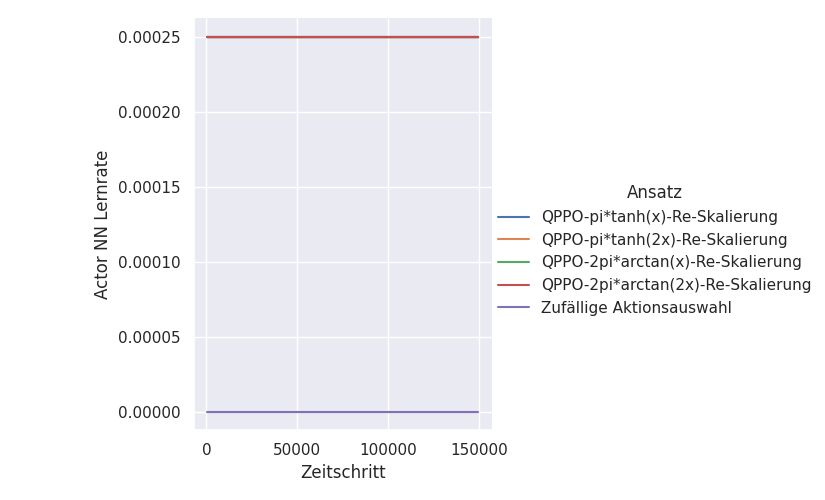 0.00025
0.00020
0.00015
0.00010
0.00005
0.00000
Actor NN Lernrate
0 50000 100000 150000
Zeitschritt
Ansatz
QPPO-pi*tanh(x)-Re-Skalierung
QPPO-pi*tanh(2x)-Re-Skalierung
QPPO-2pi*arctan(x)-Re-Skalierung
QPPO-2pi*arctan(2x)-Re-Skalierung
Zufällige Aktionsauswahl